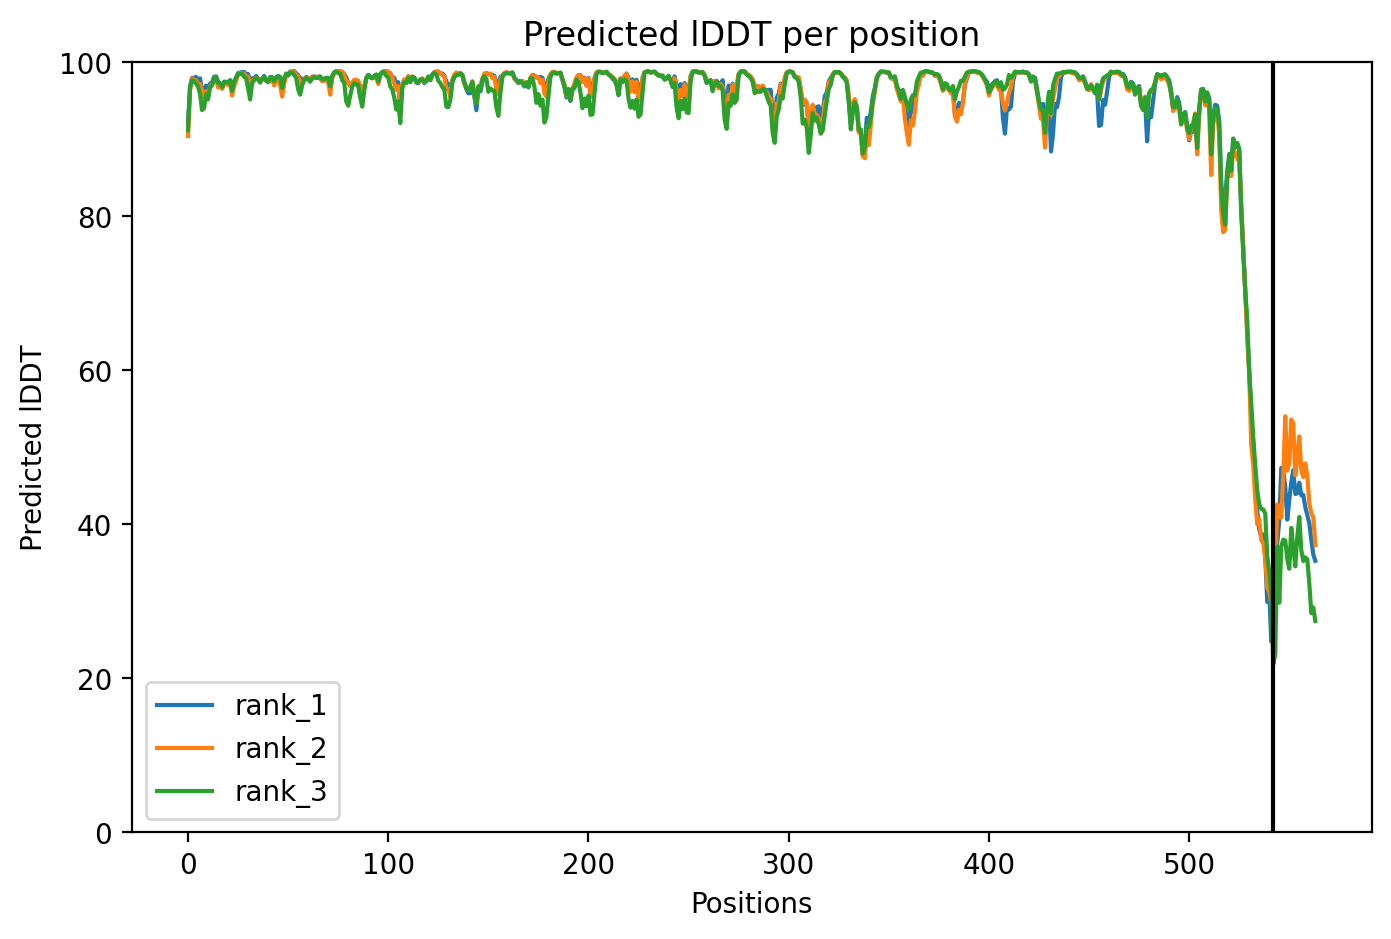 Predicted lDDT per position
Predicted lDDT
100
80
60
40
20
0
rank_1
rank_2
rank_3
0 100 200 300 400 500
Positions